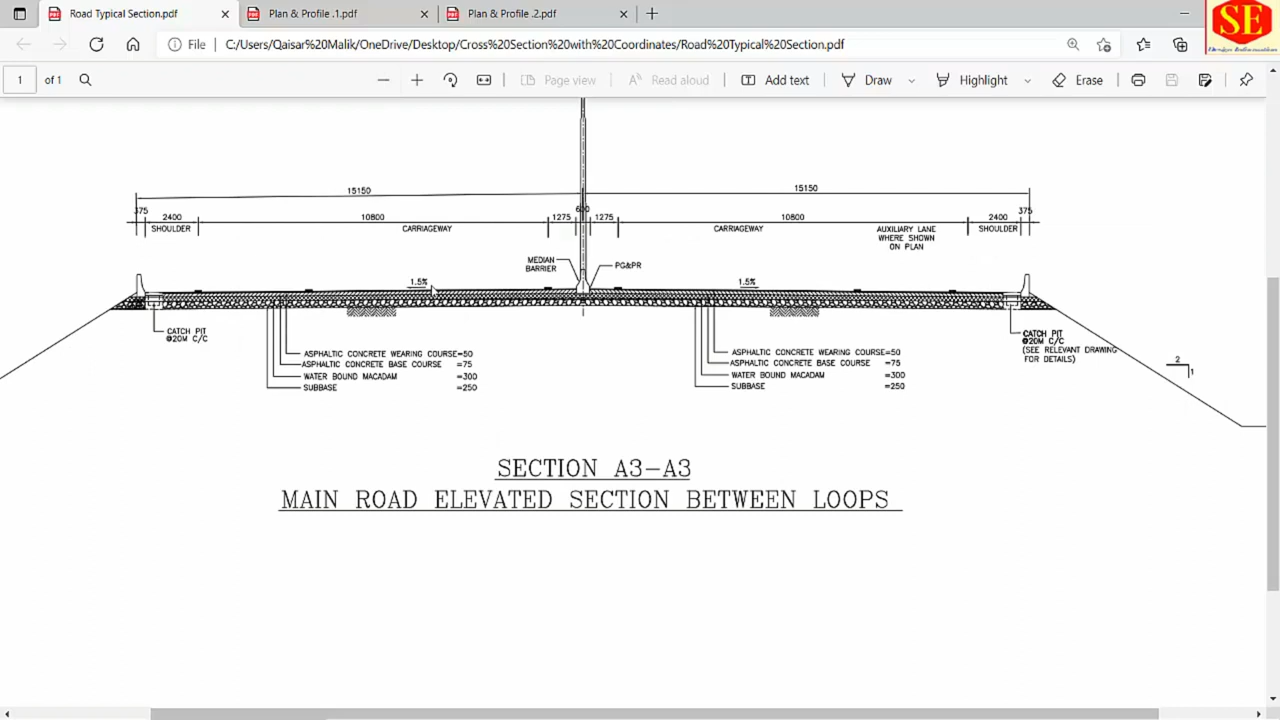 Road Typical Section.pdf
Plan & Profile .1.pdf
Plan & Profile .2.pdf
SE
Design Information
File
C:/Users/Qaisar%20Malik/OneDrive/Desktop/Cross%20Section%20with%20Coordinates/Road%20Typical%20Section.pdf
1 of 1
Page view
Read aloud
Add text
Draw
Highlight
Erase
15150 15150
375 2400 10800 1275 600 1275 10800 2400 375
SHOULDER CARRIAGEWAY CARRIAGEWAY AUXILIARY LANE SHOULDER
WHERE SHOWN
ON PLAN
MEDIAN
BARRIER
PG&PR
1.5% 1.5%
CATCH PIT
@20M C/C
CATCH PIT
@20M C/C
(SEE RELEVANT DRAWING
FOR DETAILS)
2
1
ASPHALTIC CONCRETE WEARING COURSE=50
ASPHALTIC CONCRETE BASE COURSE =75
WATER BOUND MACADAM =300
SUBBASE =250
ASPHALTIC CONCRETE WEARING COURSE=50
ASPHALTIC CONCRETE BASE COURSE =75
WATER BOUND MACADAM =300
SUBBASE =250
SECTION A3-A3
MAIN ROAD ELEVATED SECTION BETWEEN LOOPS